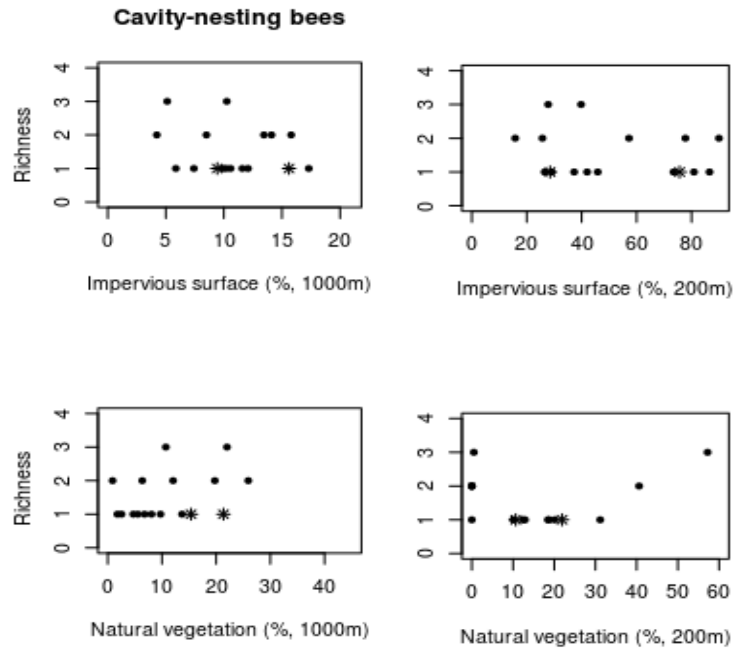 Cavity-nesting bees
Richness
0 1 2 3 4
0 5 10 15 20
Impervious surface (%, 1000m)
0 1 2 3 4
0 20 40 60 80
Impervious surface (%, 200m)
Richness
0 1 2 3 4
0 10 20 30 40
Natural vegetation (%, 1000m)
0 1 2 3 4
0 10 20 30 40 50 60
Natural vegetation (%, 200m)